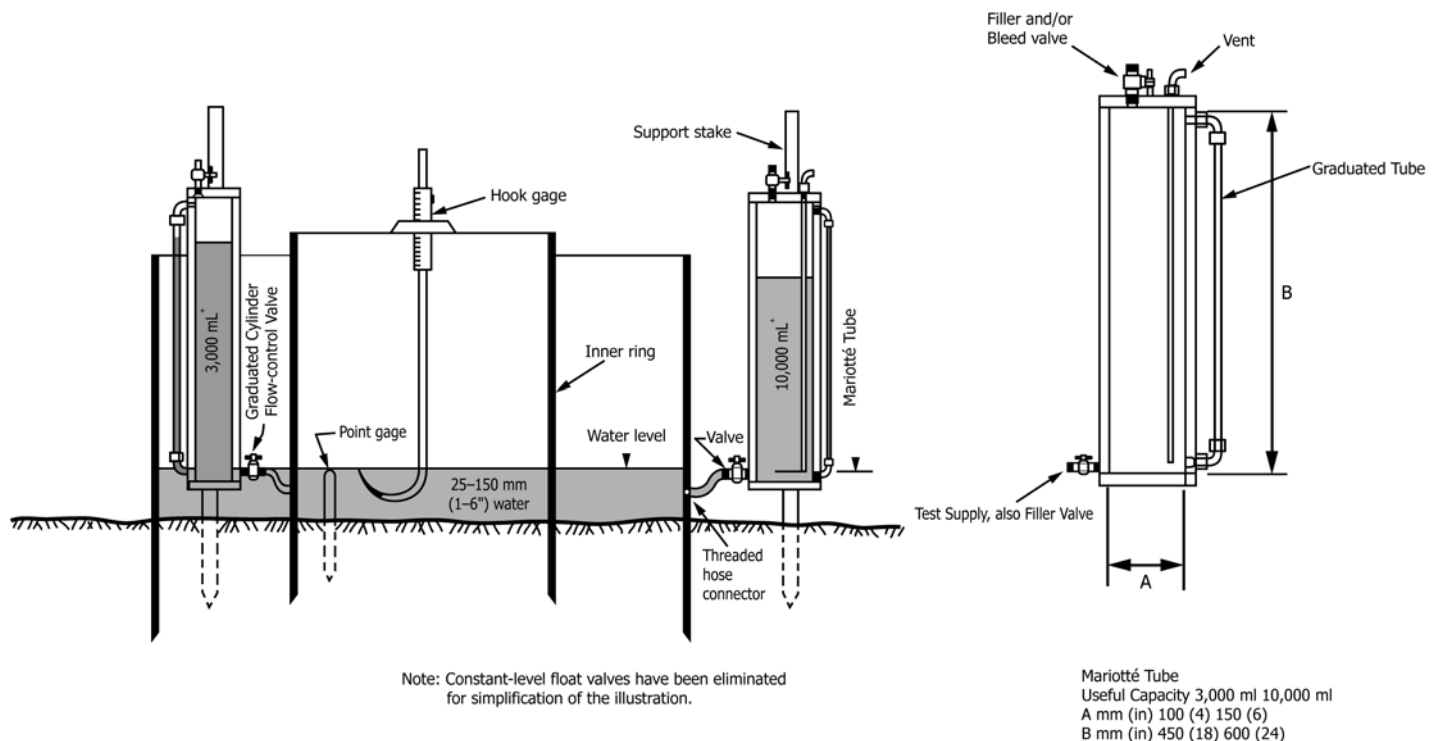 Filler and/or
Bleed valve
Vent
Support stake
Hook gage
Graduated Tube
3,000 mL+
Graduated Cylinder
Flow-control Valve
Inner ring
10,000 mL+
Mariotté Tube
B
Point gage
Water level
Valve
25–150 mm
(1–6") water
Test Supply, also Filler Valve
Threaded
hose
connector
A
Note: Constant-level float valves have been eliminated
for simplification of the illustration.
Mariotté Tube
Useful Capacity 3,000 ml 10,000 ml
A mm (in) 100 (4) 150 (6)
B mm (in) 450 (18) 600 (24)